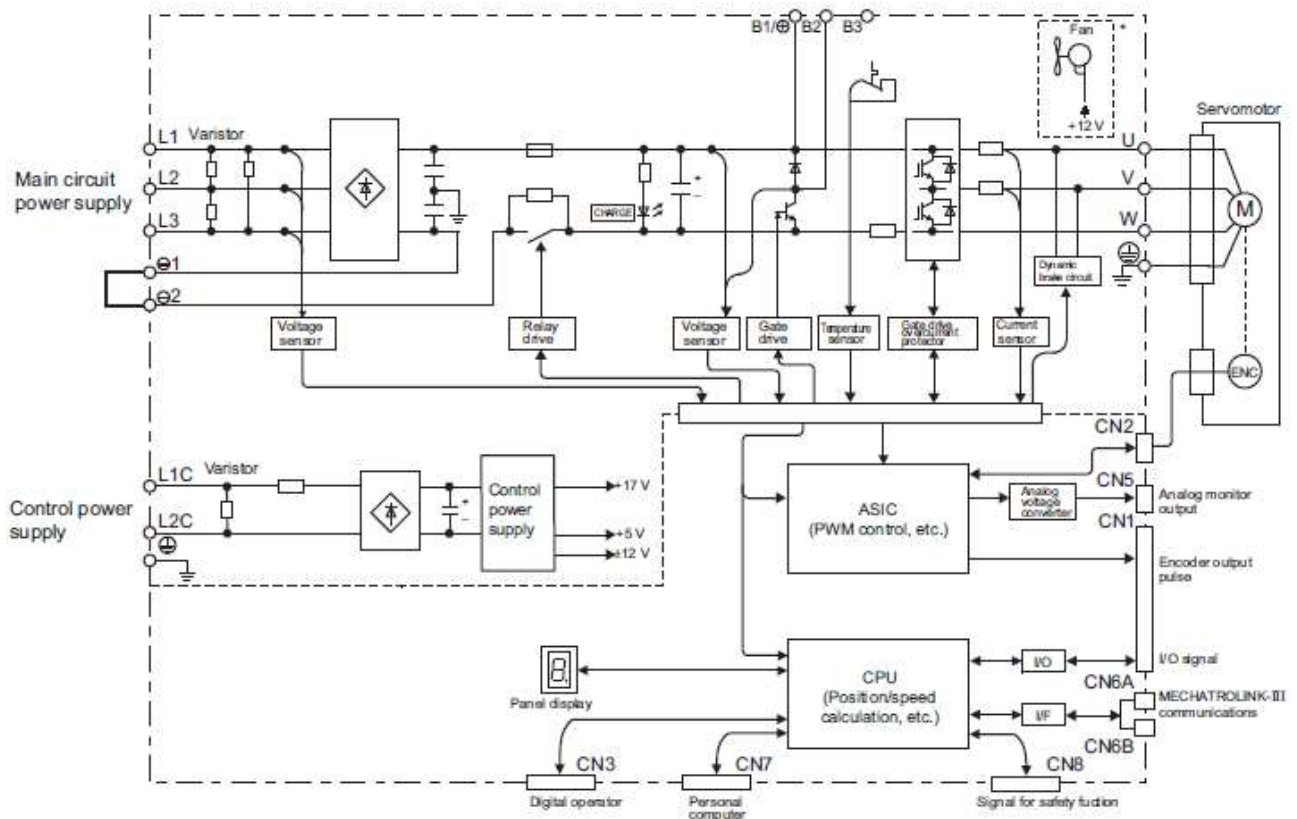 B1/⊕ B2 B3
Fan *
+12 V
Servomotor
Main circuit
power supply
L1 Varistor
L2
L3
⊖1
⊖2
CHARGE
U
V
W
M
Dynamic
brake circuit
Voltage
sensor
Relay
drive
Voltage
sensor
Gate
drive
Temperature
sensor
Gate drive
overcurrent
protector
Current
sensor
ENC
CN2
Control power
supply
L1C Varistor
L2C
+
–
+
–
Control
power
supply
+17 V
+5 V
±12 V
ASIC
(PWM control, etc.)
Analog
voltage
converter
CN5
Analog monitor
output
CN1
Encoder output
pulse
Panel display
8.
CPU
(Position/speed
calculation, etc.)
I/O
I/O signal
CN6A
I/F
MECHATROLINK-III
communications
CN6B
CN3
Digital operator
CN7
Personal
computer
CN8
Signal for safety fuction